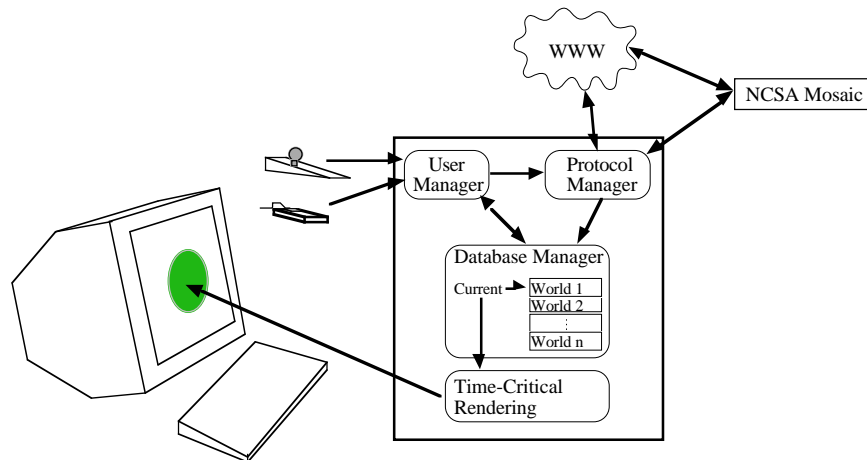 WWW
NCSA Mosaic
User
Manager
Protocol
Manager
Database Manager
Current
World 1
World 2
⋮
World n
Time-Critical
Rendering